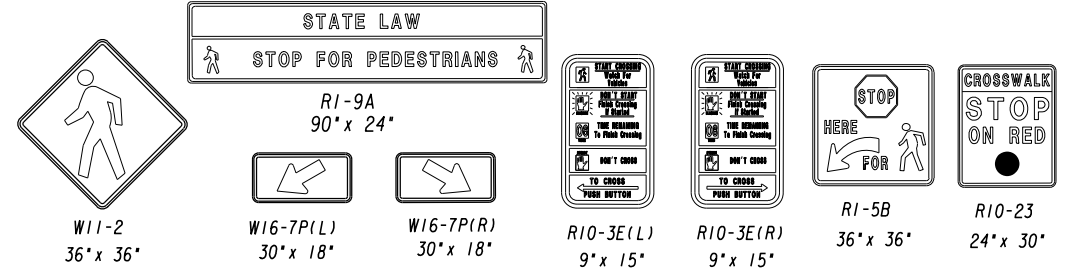 STATE LAW
STOP FOR PEDESTRIANS
R1-9A
90" x 24"
W11-2
36" x 36"
W16-7P(L)
30" x 18"
W16-7P(R)
30" x 18"
START CROSSING
Watch For
Vehicles
DON'T START
Finish Crossing
If Started
06
TIME REMAINING
To Finish Crossing
DON'T CROSS
TO CROSS
PUSH BUTTON
R10-3E(L)
9" x 15"
START CROSSING
Watch For
Vehicles
DON'T START
Finish Crossing
If Started
06
TIME REMAINING
To Finish Crossing
DON'T CROSS
TO CROSS
PUSH BUTTON
R10-3E(R)
9" x 15"
STOP
HERE
FOR
R1-5B
36" x 36"
CROSSWALK
STOP
ON RED
R10-23
24" x 30"